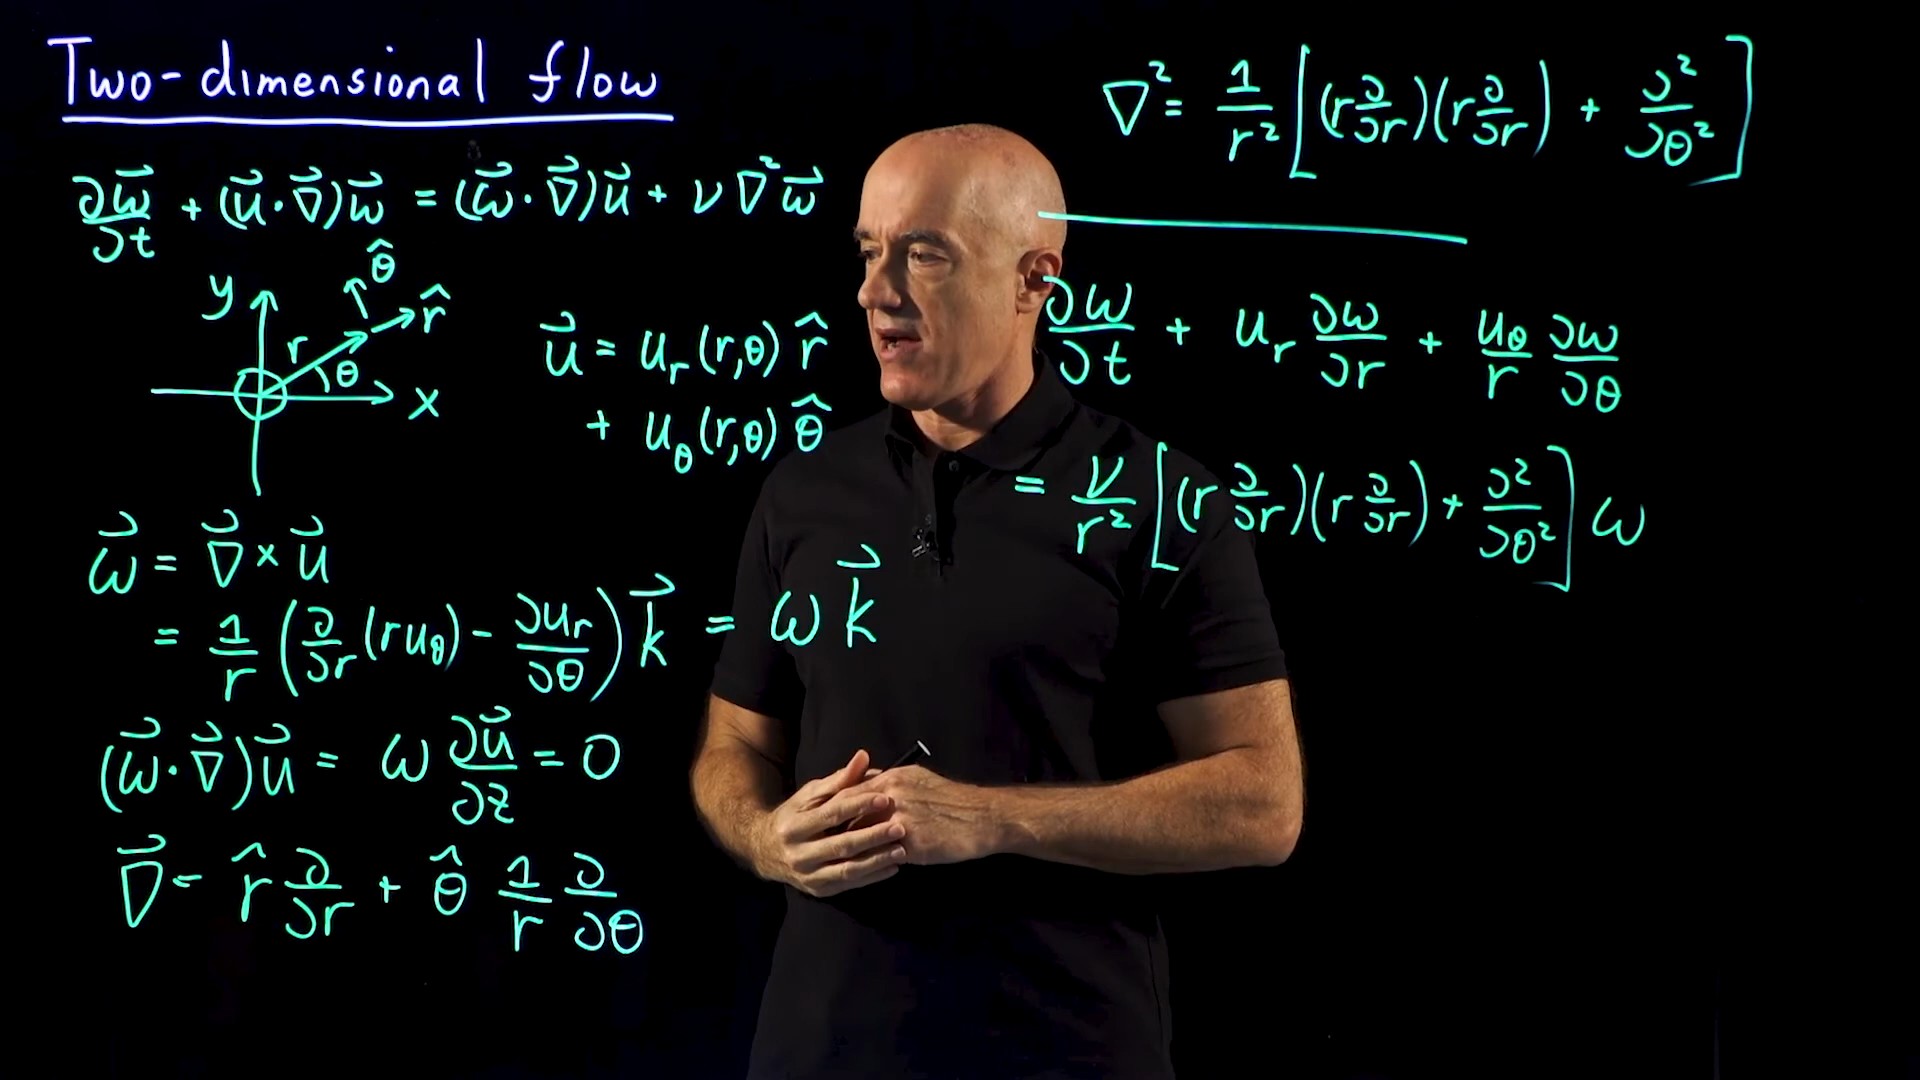 Two-dimensional flow
∂ω⃗/∂t + (u⃗·∇⃗)ω⃗ = (ω⃗·∇⃗)u⃗ + ν∇²ω⃗
y θ̂ r̂ r θ x
u⃗ = u_r(r,θ) r̂
+ u_θ(r,θ) θ̂
ω⃗ = ∇⃗ × u⃗
= 1/r (∂/∂r (r u_θ) - ∂u_r/∂θ) k⃗ = ω k⃗
(ω⃗·∇⃗)u⃗ = ω ∂u⃗/∂z = 0
∇⃗ = r̂ ∂/∂r + θ̂ 1/r ∂/∂θ
∇² = 1/r² [(r ∂/∂r)(r ∂/∂r) + ∂²/∂θ²]
∂ω/∂t + u_r ∂ω/∂r + u_θ/r ∂ω/∂θ
= ν/r² [(r ∂/∂r)(r ∂/∂r) + ∂²/∂θ²] ω